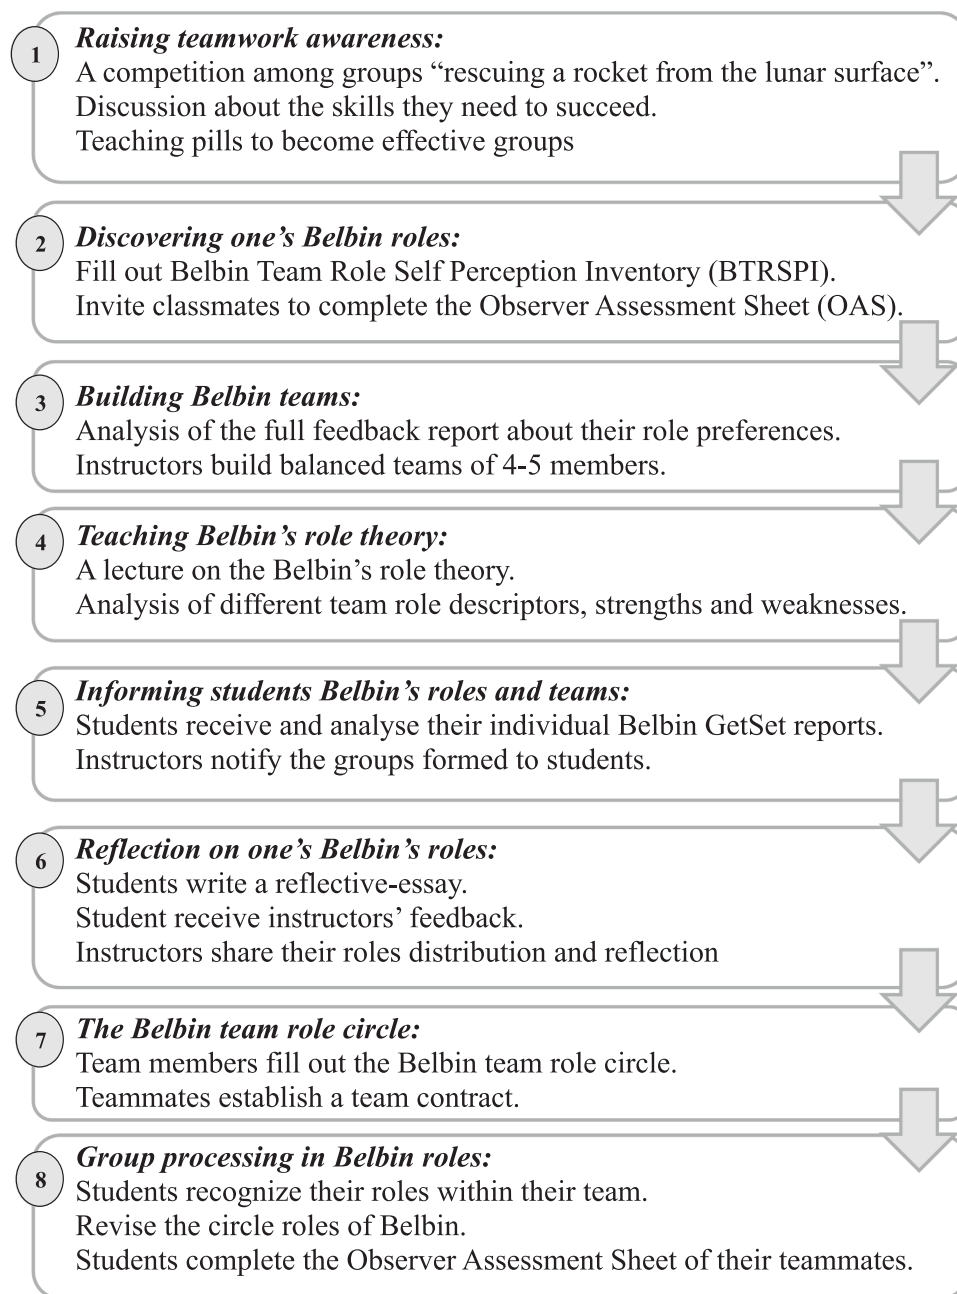 1
Raising teamwork awareness:
A competition among groups “rescuing a rocket from the lunar surface”.
Discussion about the skills they need to succeed.
Teaching pills to become effective groups
2
Discovering one’s Belbin roles:
Fill out Belbin Team Role Self Perception Inventory (BTRSPI).
Invite classmates to complete the Observer Assessment Sheet (OAS).
3
Building Belbin teams:
Analysis of the full feedback report about their role preferences.
Instructors build balanced teams of 4-5 members.
4
Teaching Belbin’s role theory:
A lecture on the Belbin’s role theory.
Analysis of different team role descriptors, strengths and weaknesses.
5
Informing students Belbin’s roles and teams:
Students receive and analyse their individual Belbin GetSet reports.
Instructors notify the groups formed to students.
6
Reflection on one’s Belbin’s roles:
Students write a reflective-essay.
Student receive instructors’ feedback.
Instructors share their roles distribution and reflection
7
The Belbin team role circle:
Team members fill out the Belbin team role circle.
Teammates establish a team contract.
8
Group processing in Belbin roles:
Students recognize their roles within their team.
Revise the circle roles of Belbin.
Students complete the Observer Assessment Sheet of their teammates.